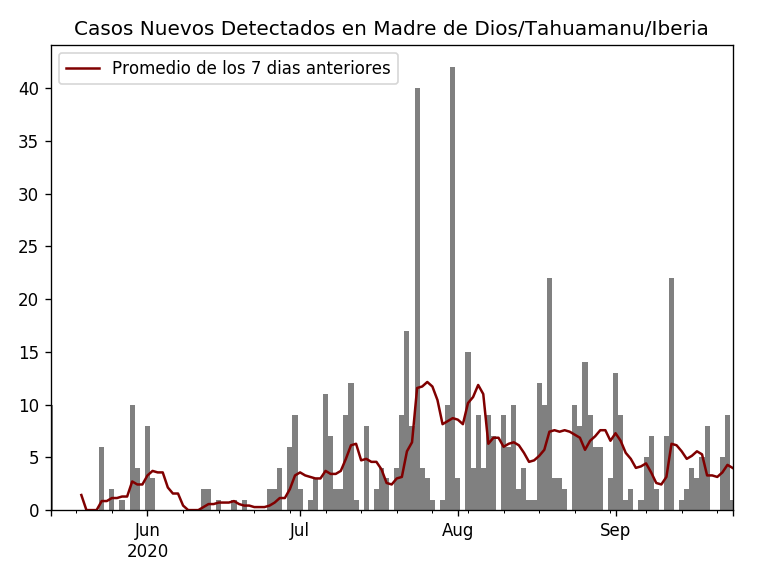 Casos Nuevos Detectados en Madre de Dios/Tahuamanu/Iberia
Promedio de los 7 dias anteriores
40
35
30
25
20
15
10
5
0
Jun
2020
Jul
Aug
Sep